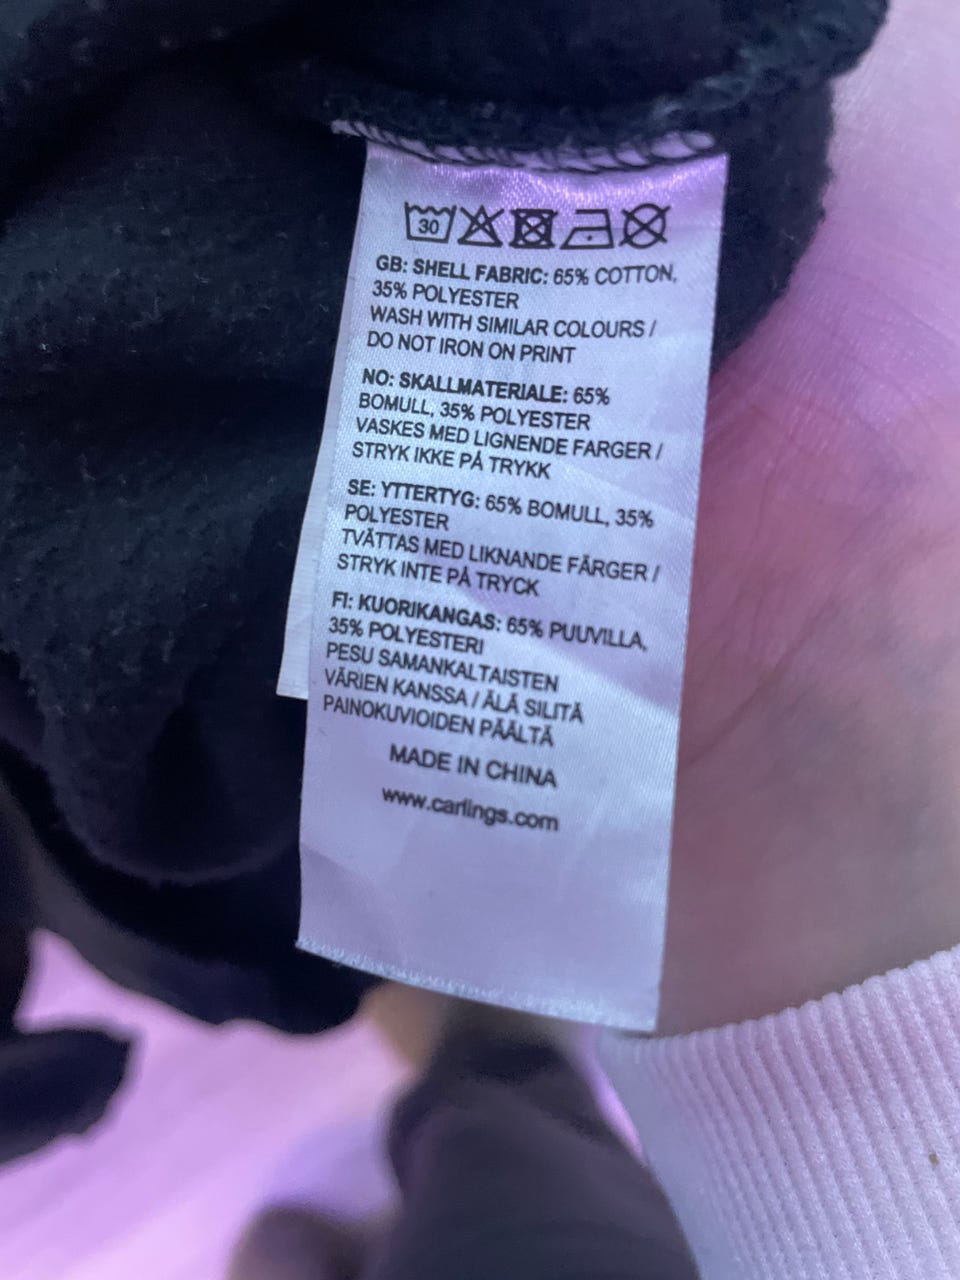 30
GB: SHELL FABRIC: 65% COTTON,
35% POLYESTER
WASH WITH SIMILAR COLOURS /
DO NOT IRON ON PRINT
NO: SKALLMATERIALE: 65%
BOMULL, 35% POLYESTER
VASKES MED LIGNENDE FARGER /
STRYK IKKE PÅ TRYKK
SE: YTTERTYG: 65% BOMULL, 35%
POLYESTER
TVÄTTAS MED LIKNANDE FÄRGER /
STRYK INTE PÅ TRYCK
FI: KUORIKANGAS: 65% PUUVILLA,
35% POLYESTERI
PESU SAMANKALTAISTEN
VÄRIEN KANSSA / ÄLÄ SILITÄ
PAINOKUVIOIDEN PÄÄLTÄ
MADE IN CHINA
www.carlings.com